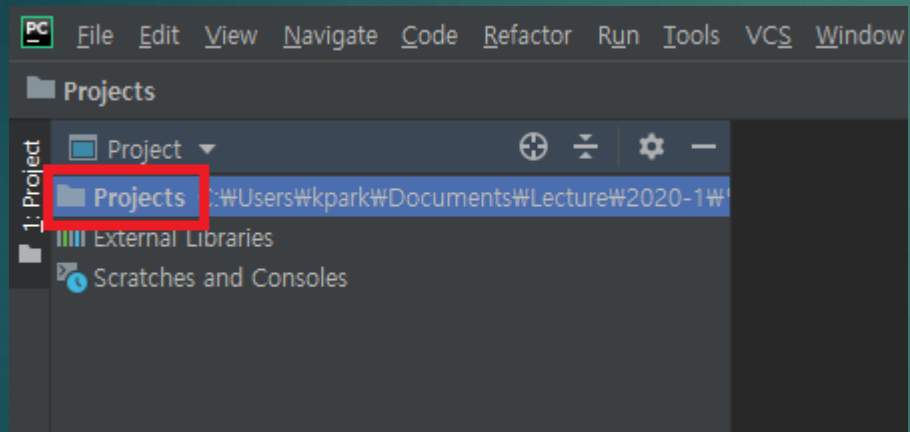 PC File Edit View Navigate Code Refactor Run Tools VCS Window
Projects
1: Project
Project
Projects :₩Users₩kpark₩Documents₩Lecture₩2020-1₩
External Libraries
Scratches and Consoles